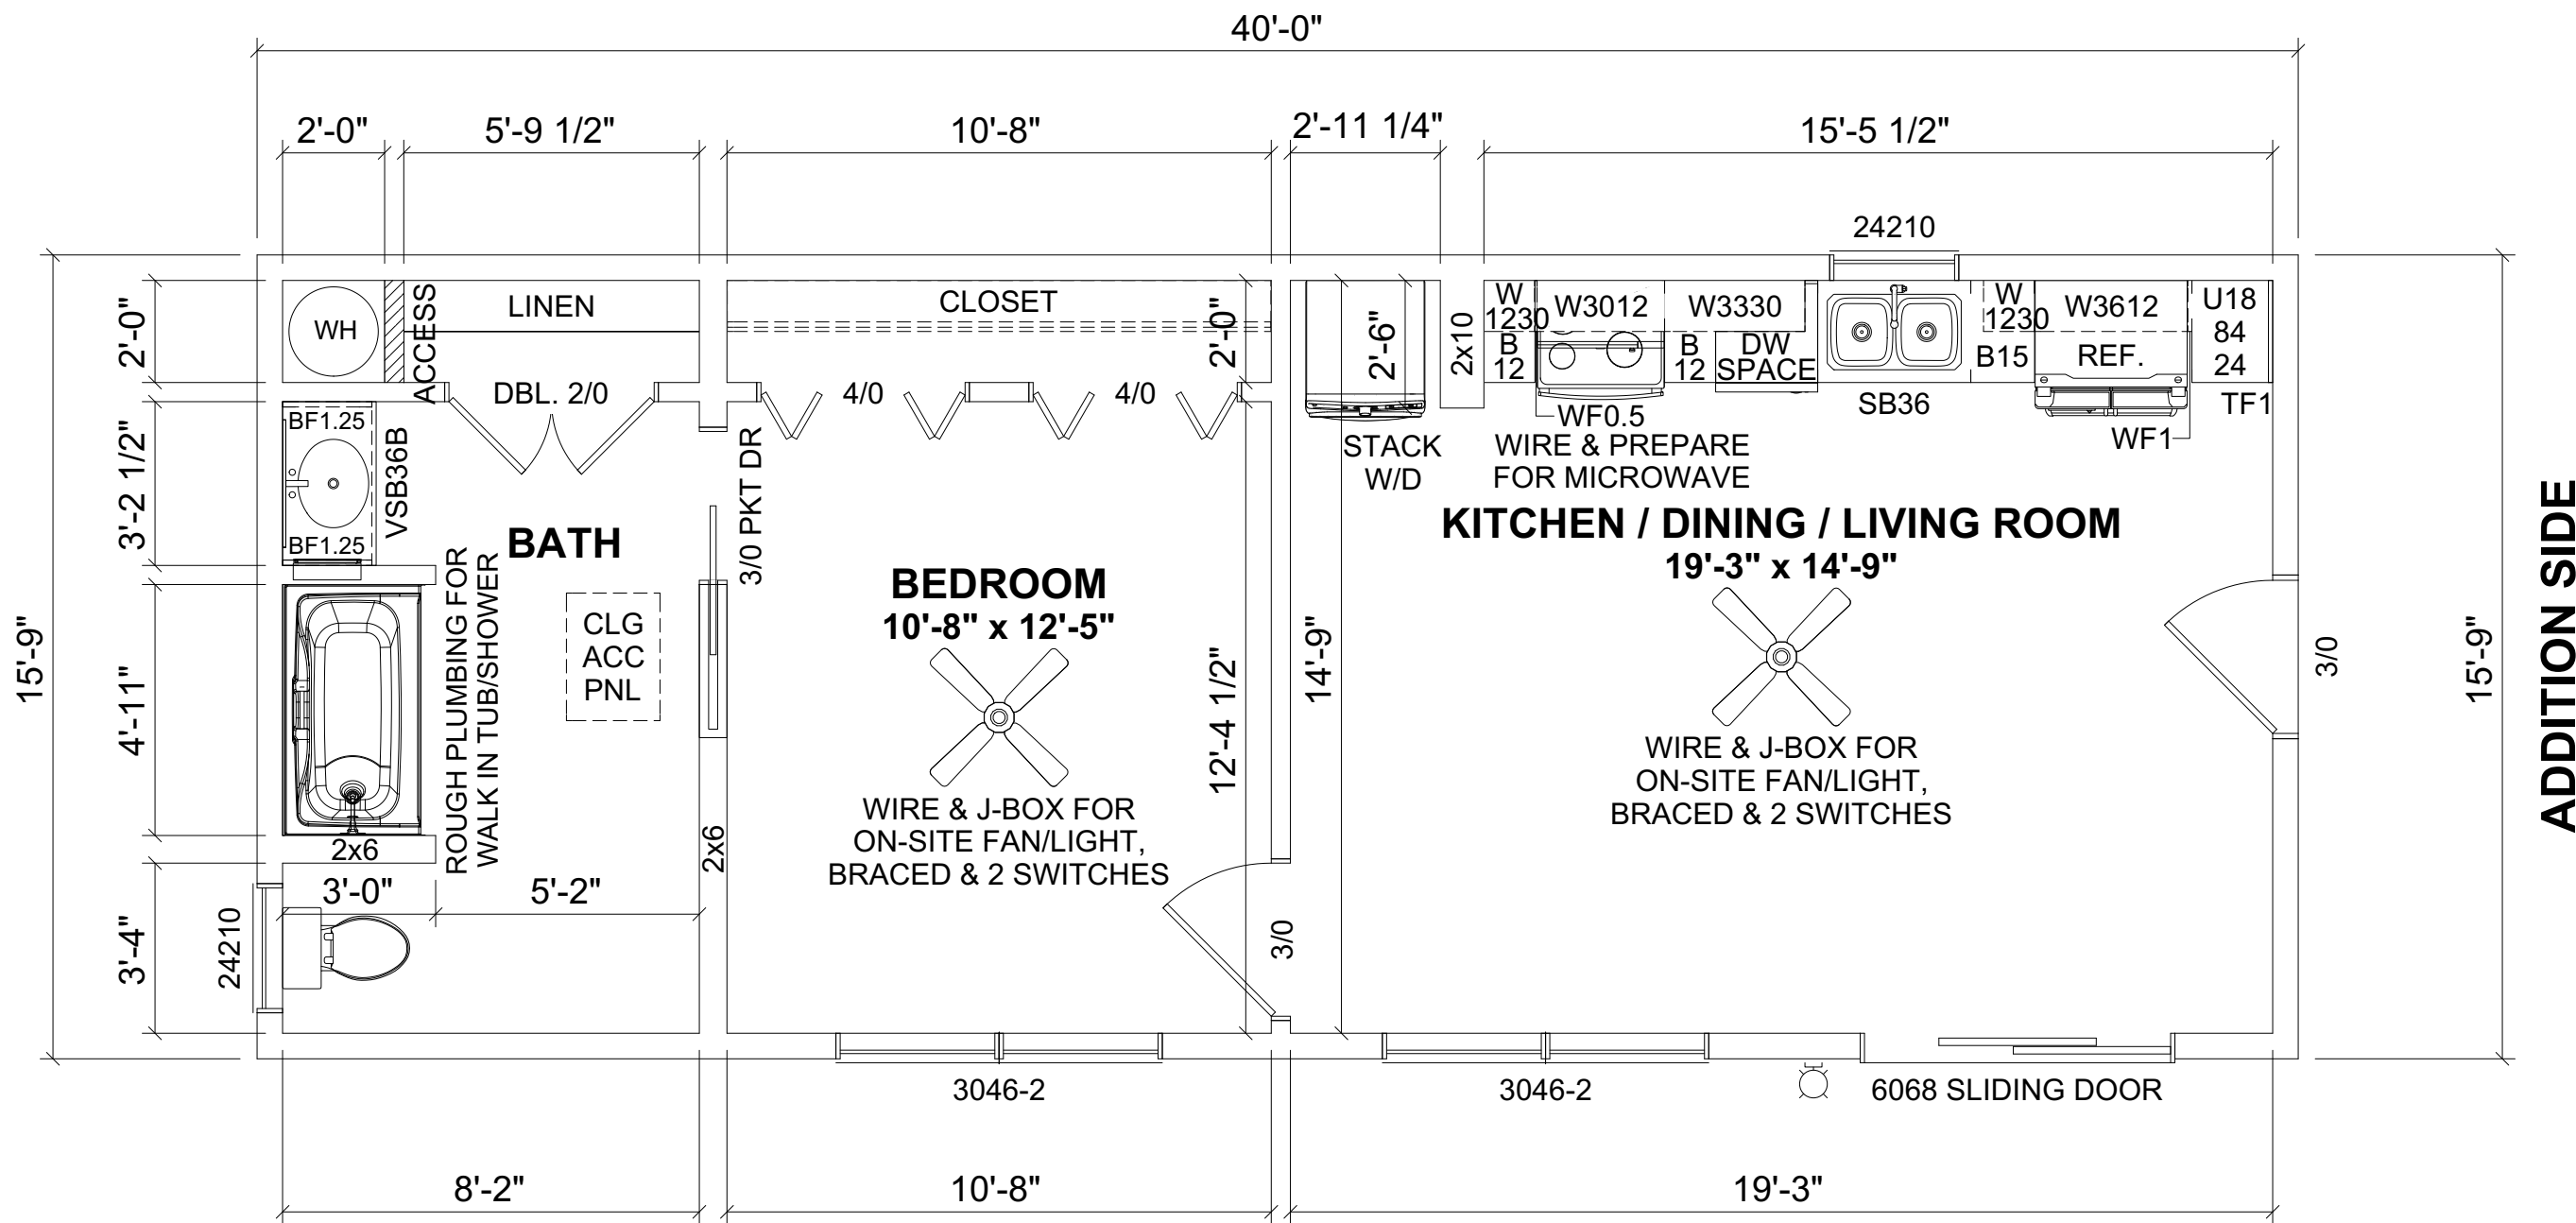 40'-0"
2'-0"
5'-9 1/2"
10'-8"
2'-11 1/4"
15'-5 1/2"
24210
WH
ACCESS
LINEN
CLOSET
2'-0"
2'-0"
2'-6"
2x10
W
1230
W3012
W3330
B
12
B
12
DW
SPACE
W
1230
B15
W3612
REF.
U18
84
24
DBL. 2/0
4/0
4/0
SB36
TF1
WF0.5
WF1
STACK
W/D
WIRE & PREPARE
FOR MICROWAVE
BF1.25
VSB36B
BF1.25
3'-2 1/2"
3/0 PKT DR
BATH
KITCHEN / DINING / LIVING ROOM
19'-3" x 14'-9"
BEDROOM
10'-8" x 12'-5"
ROUGH PLUMBING FOR
WALK IN TUB/SHOWER
CLG
ACC
PNL
15'-9"
4'-11"
12'-4 1/2"
14'-9"
3/0
15'-9"
ADDITION SIDE
WIRE & J-BOX FOR
ON-SITE FAN/LIGHT,
BRACED & 2 SWITCHES
WIRE & J-BOX FOR
ON-SITE FAN/LIGHT,
BRACED & 2 SWITCHES
2x6
2x6
3'-0"
5'-2"
3'-4"
24210
3/0
3046-2
3046-2
6068 SLIDING DOOR
8'-2"
10'-8"
19'-3"